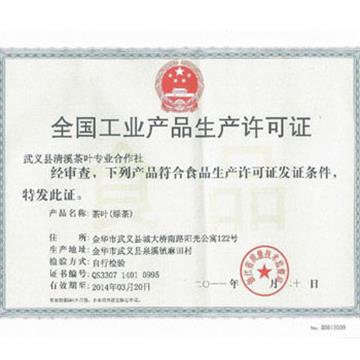 全国工业产品生产许可证
武义县清溪茶叶专业合作社
经审查，下列产品符合食品生产许可证发证条件，
特发此证。
产品名称：茶叶(绿茶)
住　　所：金华市武义县城大桥南路阳光公寓122号
生产地址：金华市武义县泉溪镇麻田村
检验方式：自行检验
证书编号：QS3307 1401 0995
有效期至：2014年03月20日
二〇一一年　月　十日